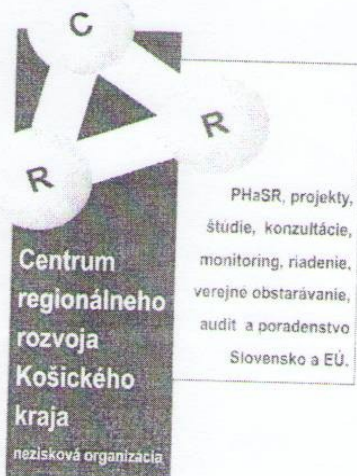 C
R
R
Centrum
regionálneho
rozvoja
Košického
kraja
nezisková organizácia
PHaSR, projekty,
štúdie, konzultácie,
monitoring, riadenie,
verejné obstarávanie,
audit a poradenstvo
Slovensko a EÚ.